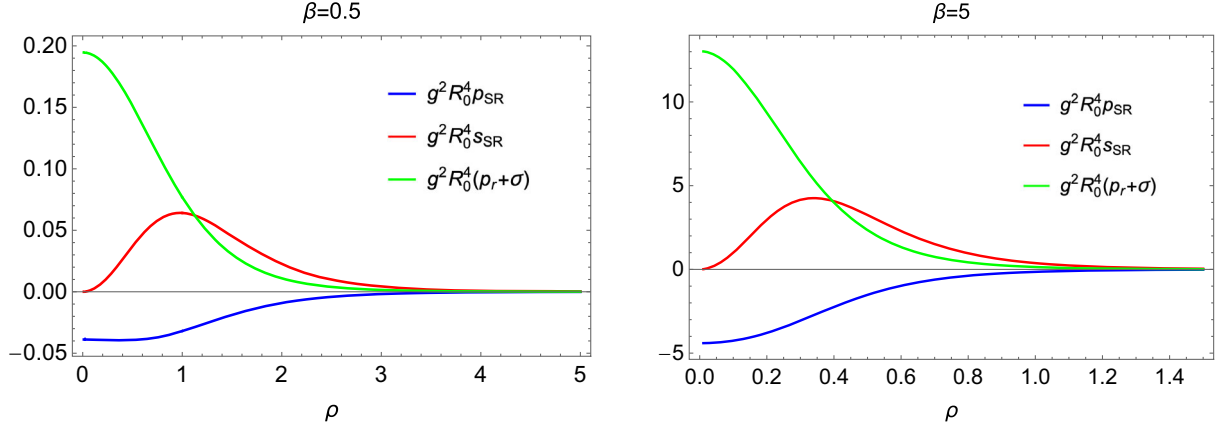 β=0.5
0.20
0.15
0.10
0.05
0.00
−0.05
g²R₀⁴p_SR
g²R₀⁴s_SR
g²R₀⁴(p_r+σ)
0 1 2 3 4 5
ρ
β=5
10
5
0
−5
g²R₀⁴p_SR
g²R₀⁴s_SR
g²R₀⁴(p_r+σ)
0.0 0.2 0.4 0.6 0.8 1.0 1.2 1.4
ρ